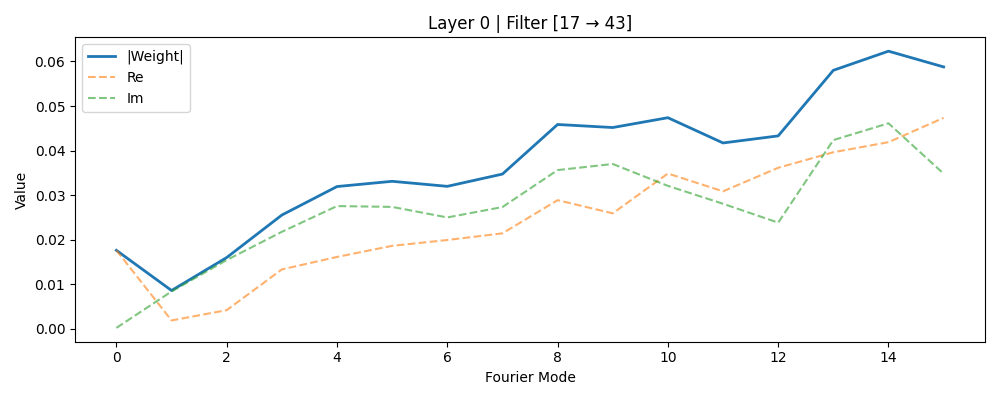 Layer 0 | Filter [17 → 43]
|Weight|
Re
Im
Value
0.06
0.05
0.04
0.03
0.02
0.01
0.00
0 2 4 6 8 10 12 14
Fourier Mode